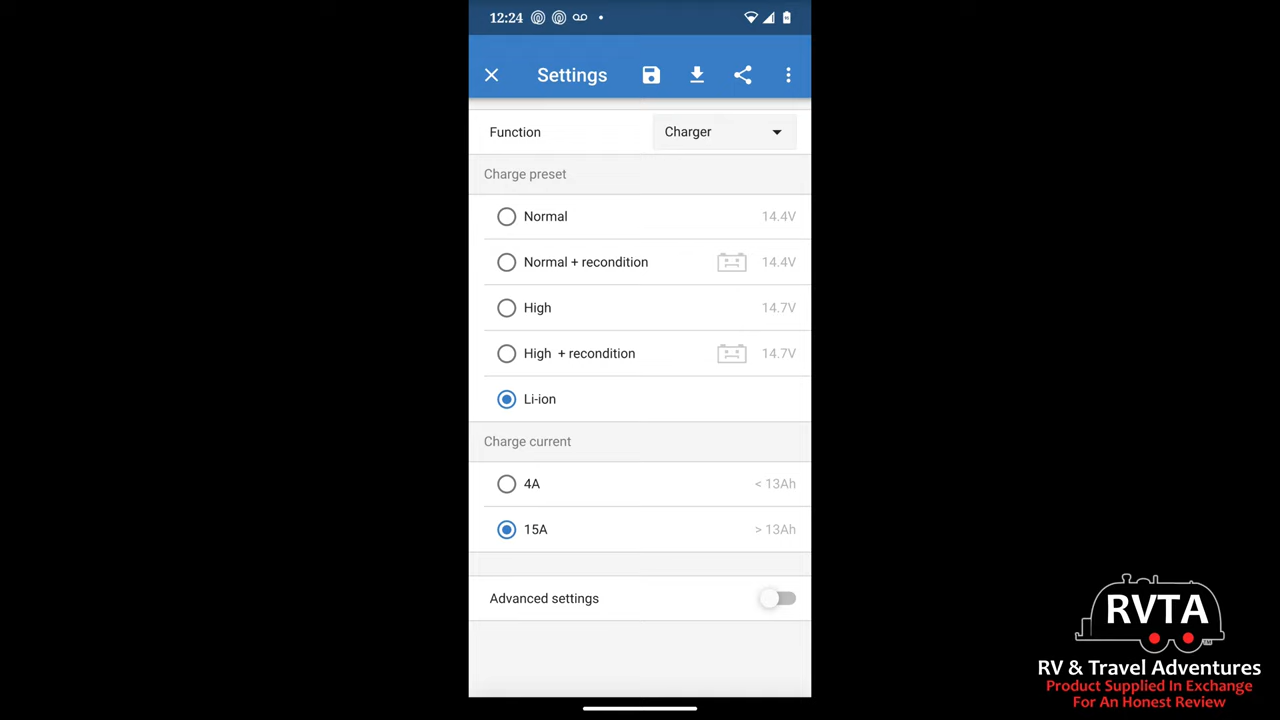 12:24
Settings
Function Charger
Charge preset
Normal 14.4V
Normal + recondition 14.4V
High 14.7V
High + recondition 14.7V
Li-ion
Charge current
4A < 13Ah
15A > 13Ah
Advanced settings
RVTA
RV & Travel Adventures
Product Supplied In Exchange
For An Honest Review